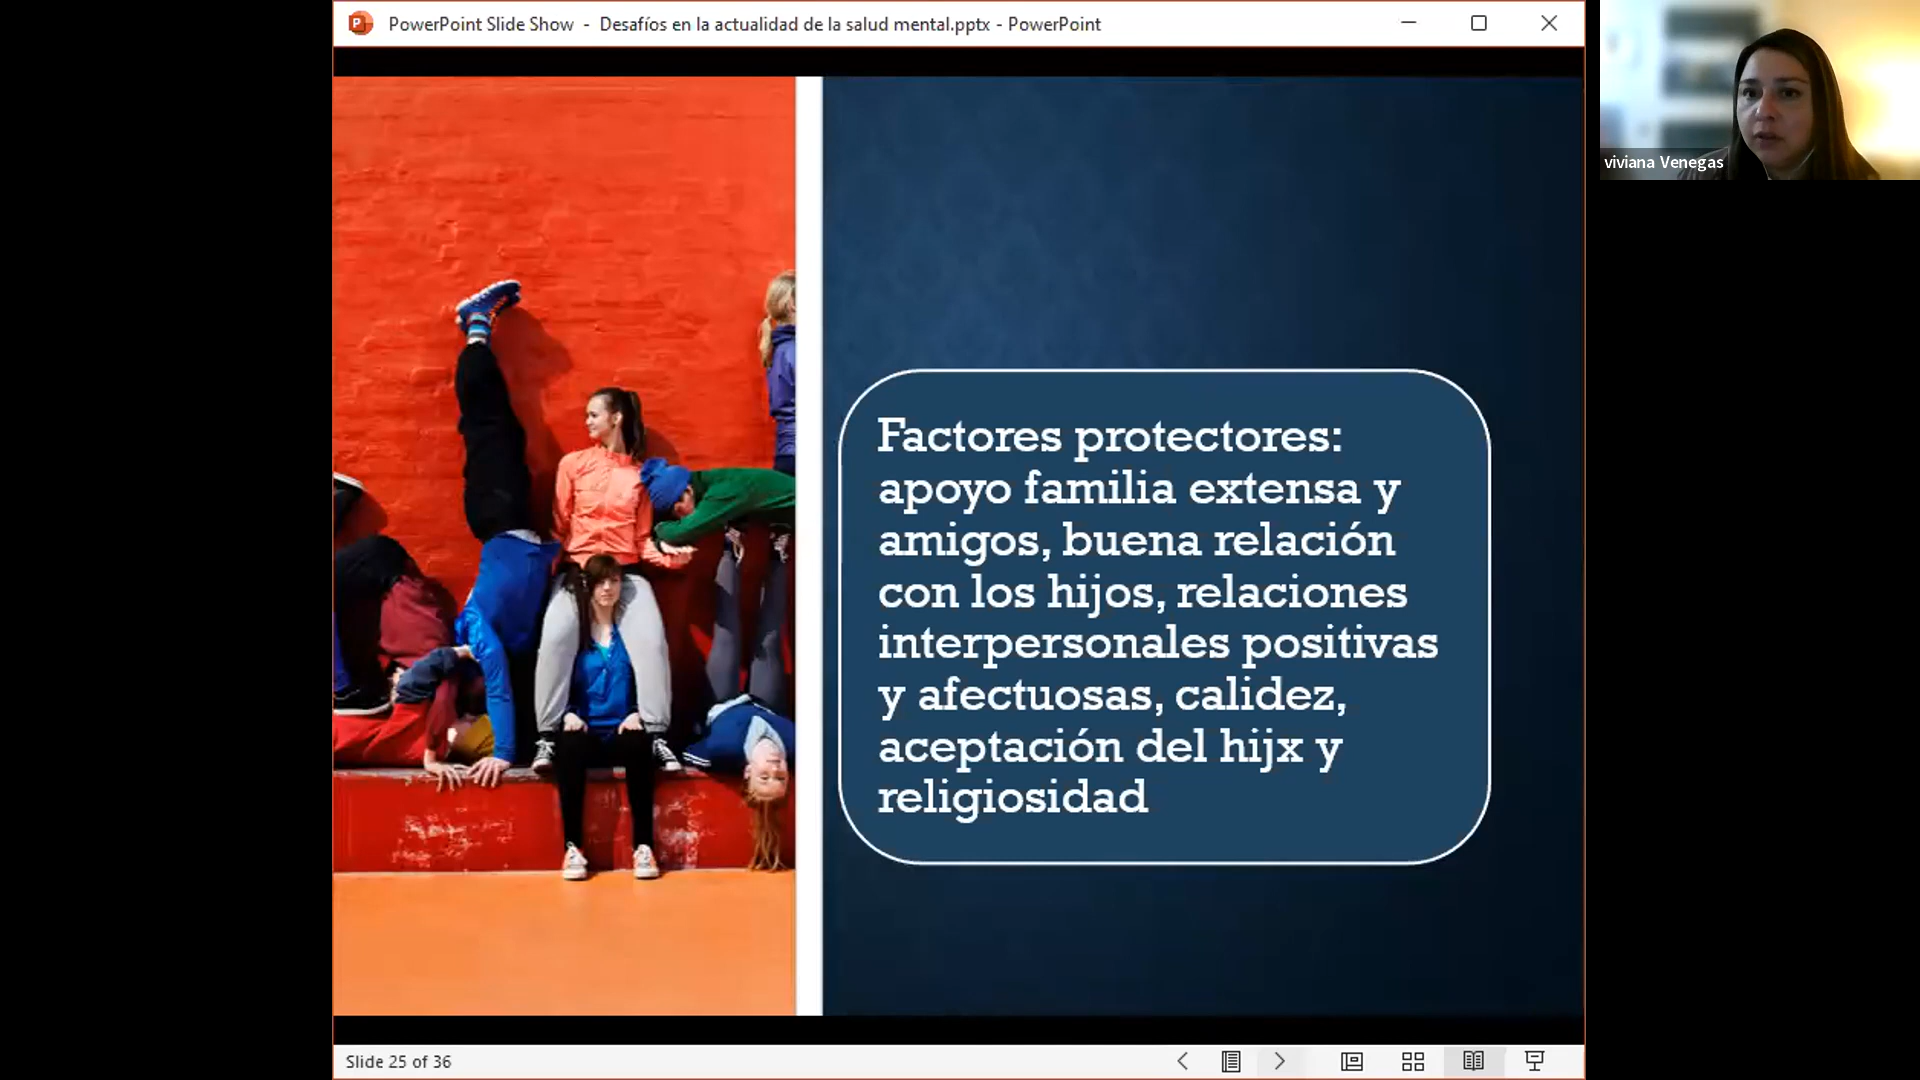 PowerPoint Slide Show - Desafíos en la actualidad de la salud mental.pptx - PowerPoint
viviana Venegas
Factores protectores:
apoyo familia extensa y
amigos, buena relación
con los hijos, relaciones
interpersonales positivas
y afectuosas, calidez,
aceptación del hijx y
religiosidad
Slide 25 of 36